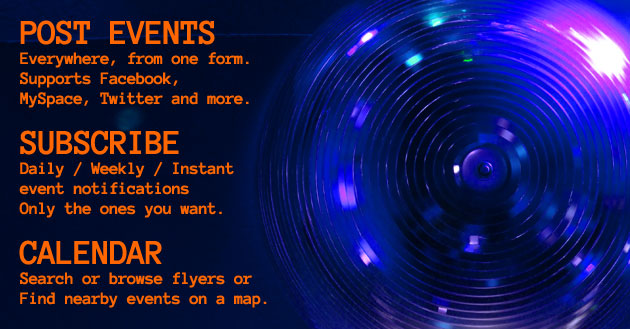 POST EVENTS
Everywhere, from one form.
Supports Facebook,
MySpace, Twitter and more.
SUBSCRIBE
Daily / Weekly / Instant
event notifications
Only the ones you want.
CALENDAR
Search or browse flyers or
Find nearby events on a map.